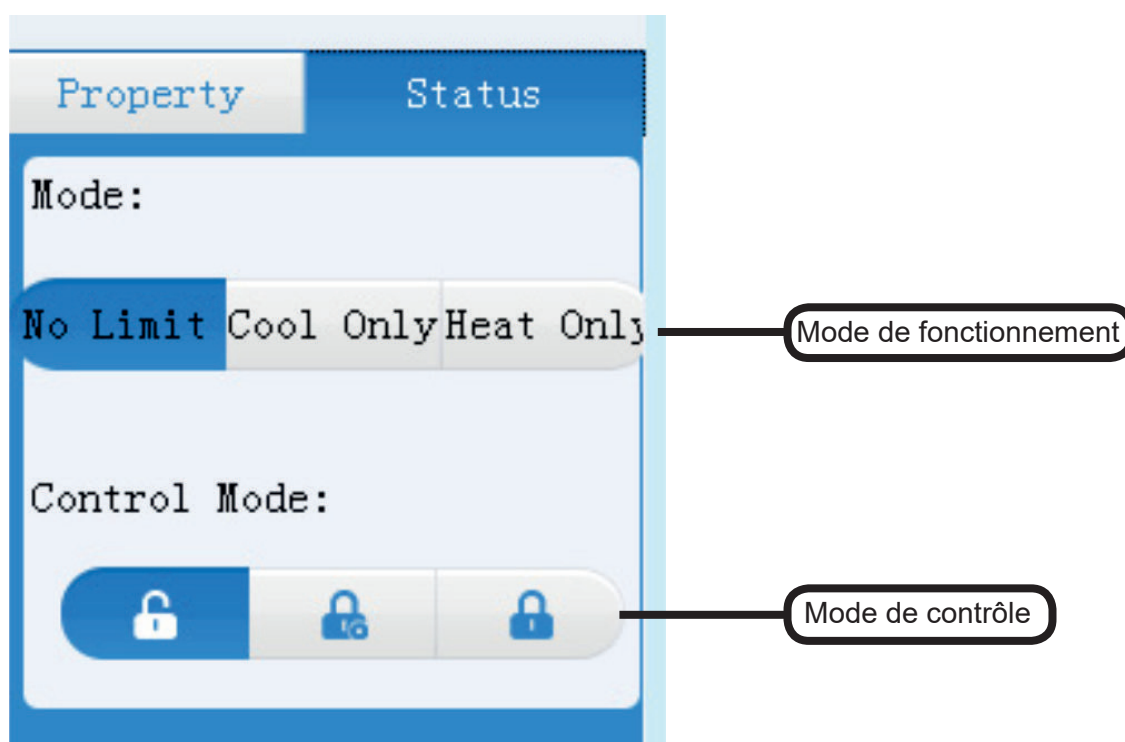 Property Status
Mode:
No Limit Cool Only Heat Only
Mode de fonctionnement
Control Mode:
Mode de contrôle